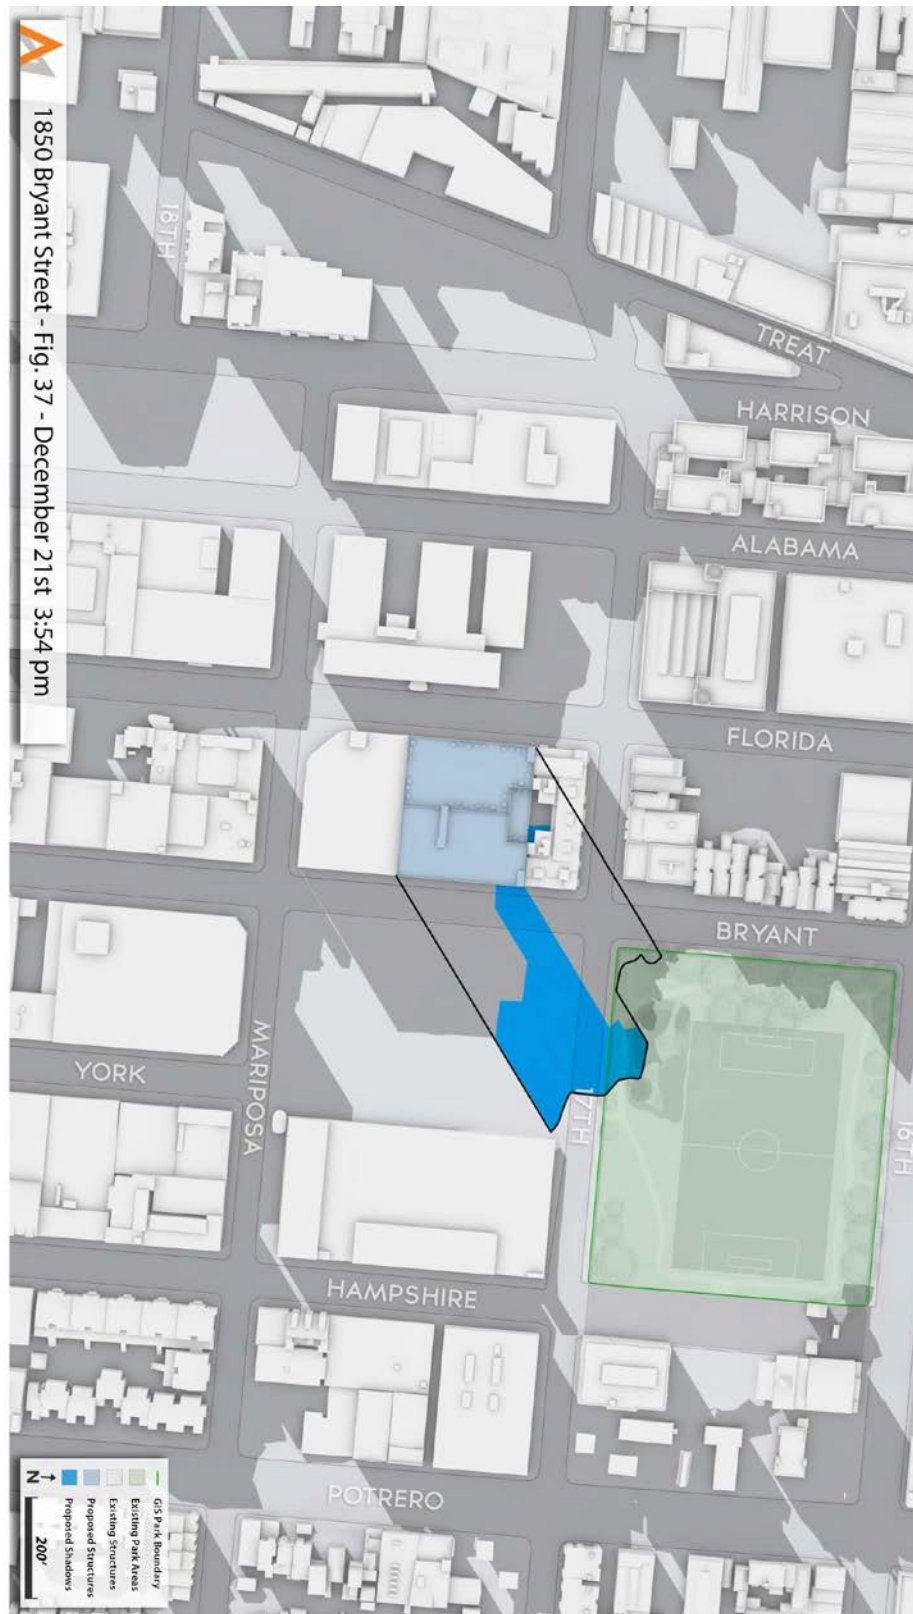 1850 Bryant Street - Fig. 37 - December 21st  3:54 pm
18TH
TREAT
HARRISON
ALABAMA
FLORIDA
BRYANT
MARIPOSA
YORK
17TH
16TH
HAMPSHIRE
POTRERO
GIS Park Boundary
Existing Park Areas
Existing Structures
Proposed Structures
Proposed Shadows
N
200'